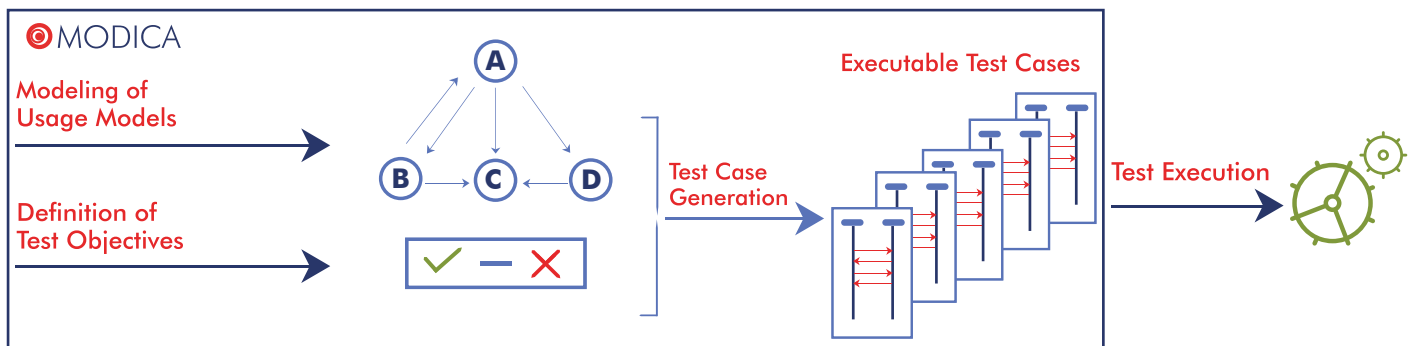 MODICA
Modeling of
Usage Models
Definition of
Test Objectives
A
B
C
D
Test Case
Generation
Executable Test Cases
Test Execution